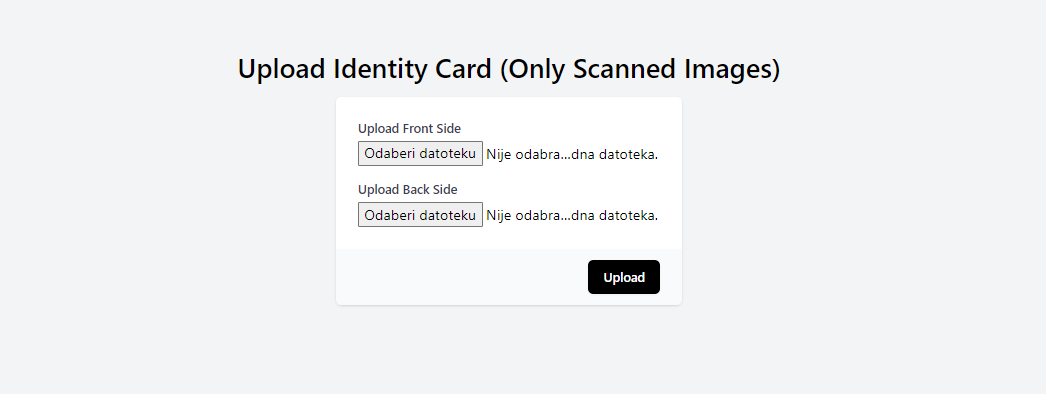 Upload Identity Card (Only Scanned Images)
Upload Front Side
Odaberi datoteku Nije odabra...dna datoteka.
Upload Back Side
Odaberi datoteku Nije odabra...dna datoteka.
Upload